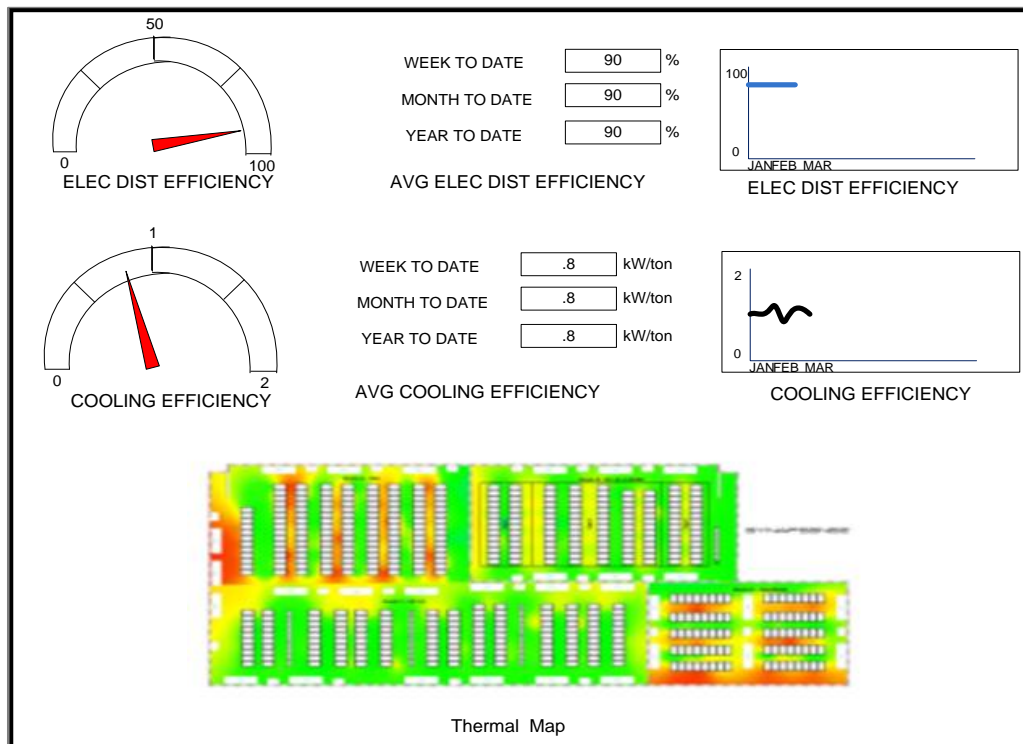 50
0
100
ELEC DIST EFFICIENCY
WEEK TO DATE 90 %
MONTH TO DATE 90 %
YEAR TO DATE 90 %
AVG ELEC DIST EFFICIENCY
100
0
JANFEB MAR
ELEC DIST EFFICIENCY
1
0
2
COOLING EFFICIENCY
WEEK TO DATE .8 kW/ton
MONTH TO DATE .8 kW/ton
YEAR TO DATE .8 kW/ton
AVG COOLING EFFICIENCY
2
0
JANFEB MAR
COOLING EFFICIENCY
Thermal Map